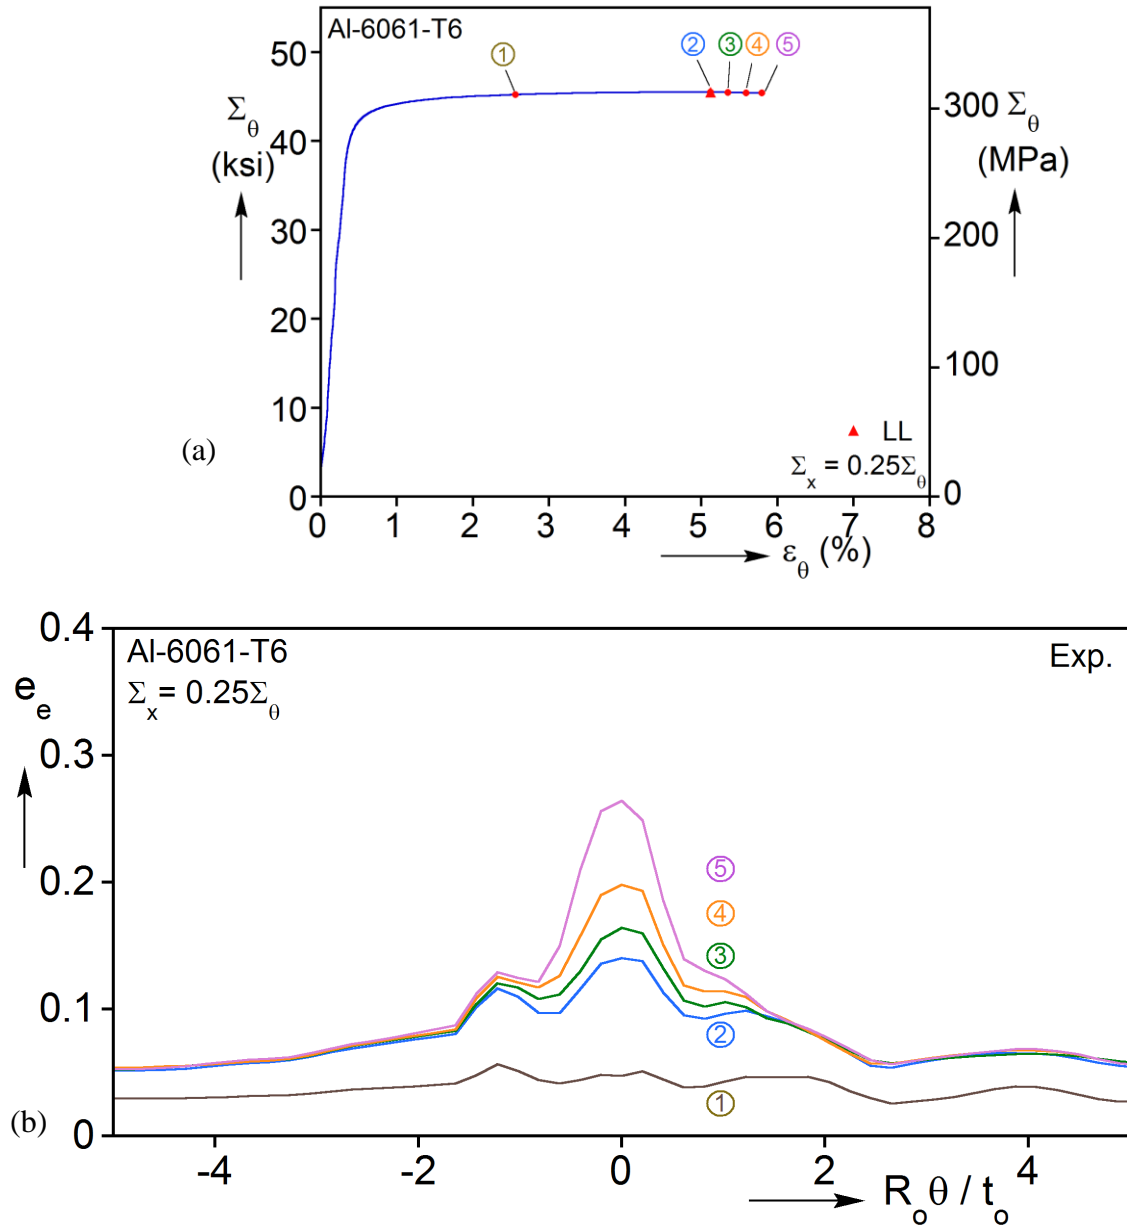 Al-6061-T6
① ② ③ ④ ⑤
50
40
30
20
10
0
Σθ
(ksi)
300
200
100
0
Σθ
(MPa)
LL
Σx = 0.25Σθ
0 1 2 3 4 5 6 7 8
εθ (%)
(a)
Al-6061-T6
Σx = 0.25Σθ
Exp.
ee
0.4
0.3
0.2
0.1
0
⑤
④
③
②
①
(b)
-4 -2 0 2 4
Roθ / to